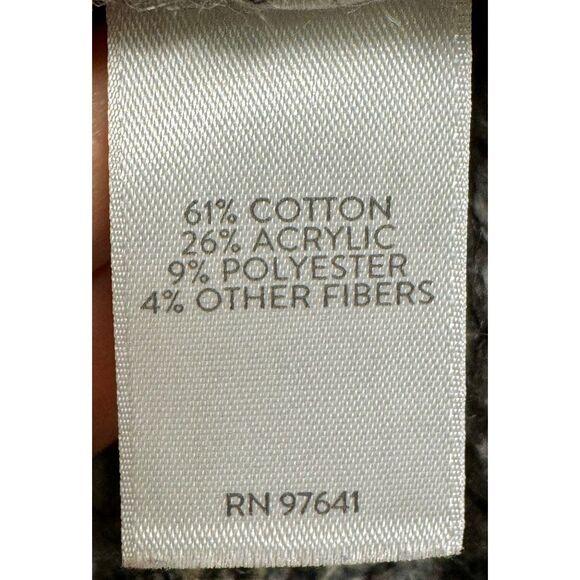 61% COTTON
26% ACRYLIC
9% POLYESTER
4% OTHER FIBERS
RN 97641